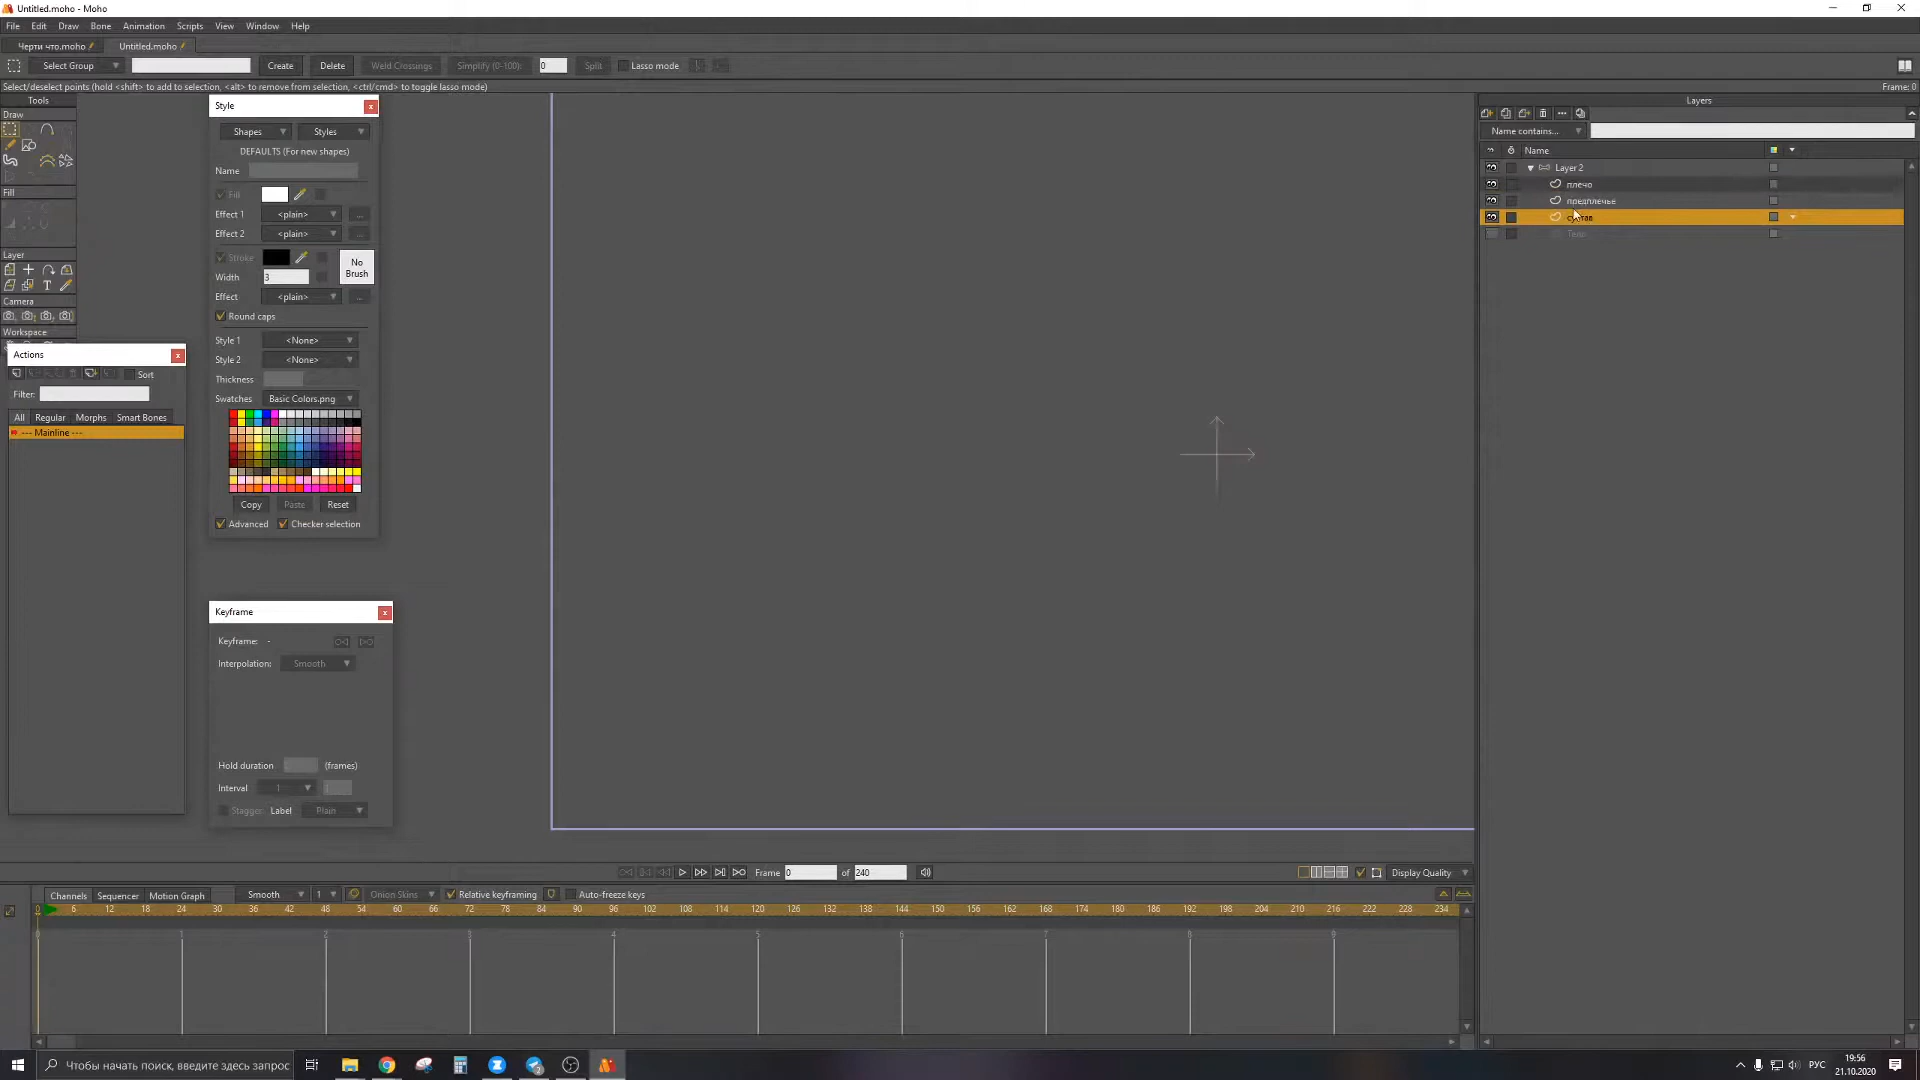 Untitled.moho - Moho
File Edit Draw Bone Animation Scripts View Window Help
Черти что.moho Untitled.moho
Select Group Create Delete Weld Crossings Simplify (0-100): 0 Split Lasso mode
Select/deselect points (hold <shift> to add to selection, <alt> to remove from selection, <ctrl/cmd> to toggle lasso mode) Frame: 0
Tools
Draw
Fill
Layer
Camera
Workspace
Style
Shapes Styles
DEFAULTS (For new shapes)
Name
Fill
Effect 1 <plain> ...
Effect 2 <plain> ...
Stroke
No Brush
Width 3
Effect <plain> ...
Round caps
Style 1 <None>
Style 2 <None>
Thickness
Swatches Basic Colors.png
Copy Paste Reset
Advanced Checker selection
Actions
Sort
Filter:
All Regular Morphs Smart Bones
--- Mainline ---
Keyframe
Keyframe: -
Interpolation: Smooth
Hold duration (frames)
Interval 1
Stagger Label Plain
Layers
Name contains...
Name
Layer 2
плечо
предплечье
Frame 0 of 240 Display Quality
Channels Sequencer Motion Graph Smooth 1 Onion Skins Relative keyframing Auto-freeze keys
0 6 12 18 24 30 36 42 48 54 60 66 72 78 84 90 96 102 108 114 120 126 132 138 144 150 156 162 168 174 180 186 192 198 204 210 216 222 228 234
0 1 2 3 4 5 6 7 8 9
Чтобы начать поиск, введите здесь запрос
2
РУС
19:56
21.10.2020